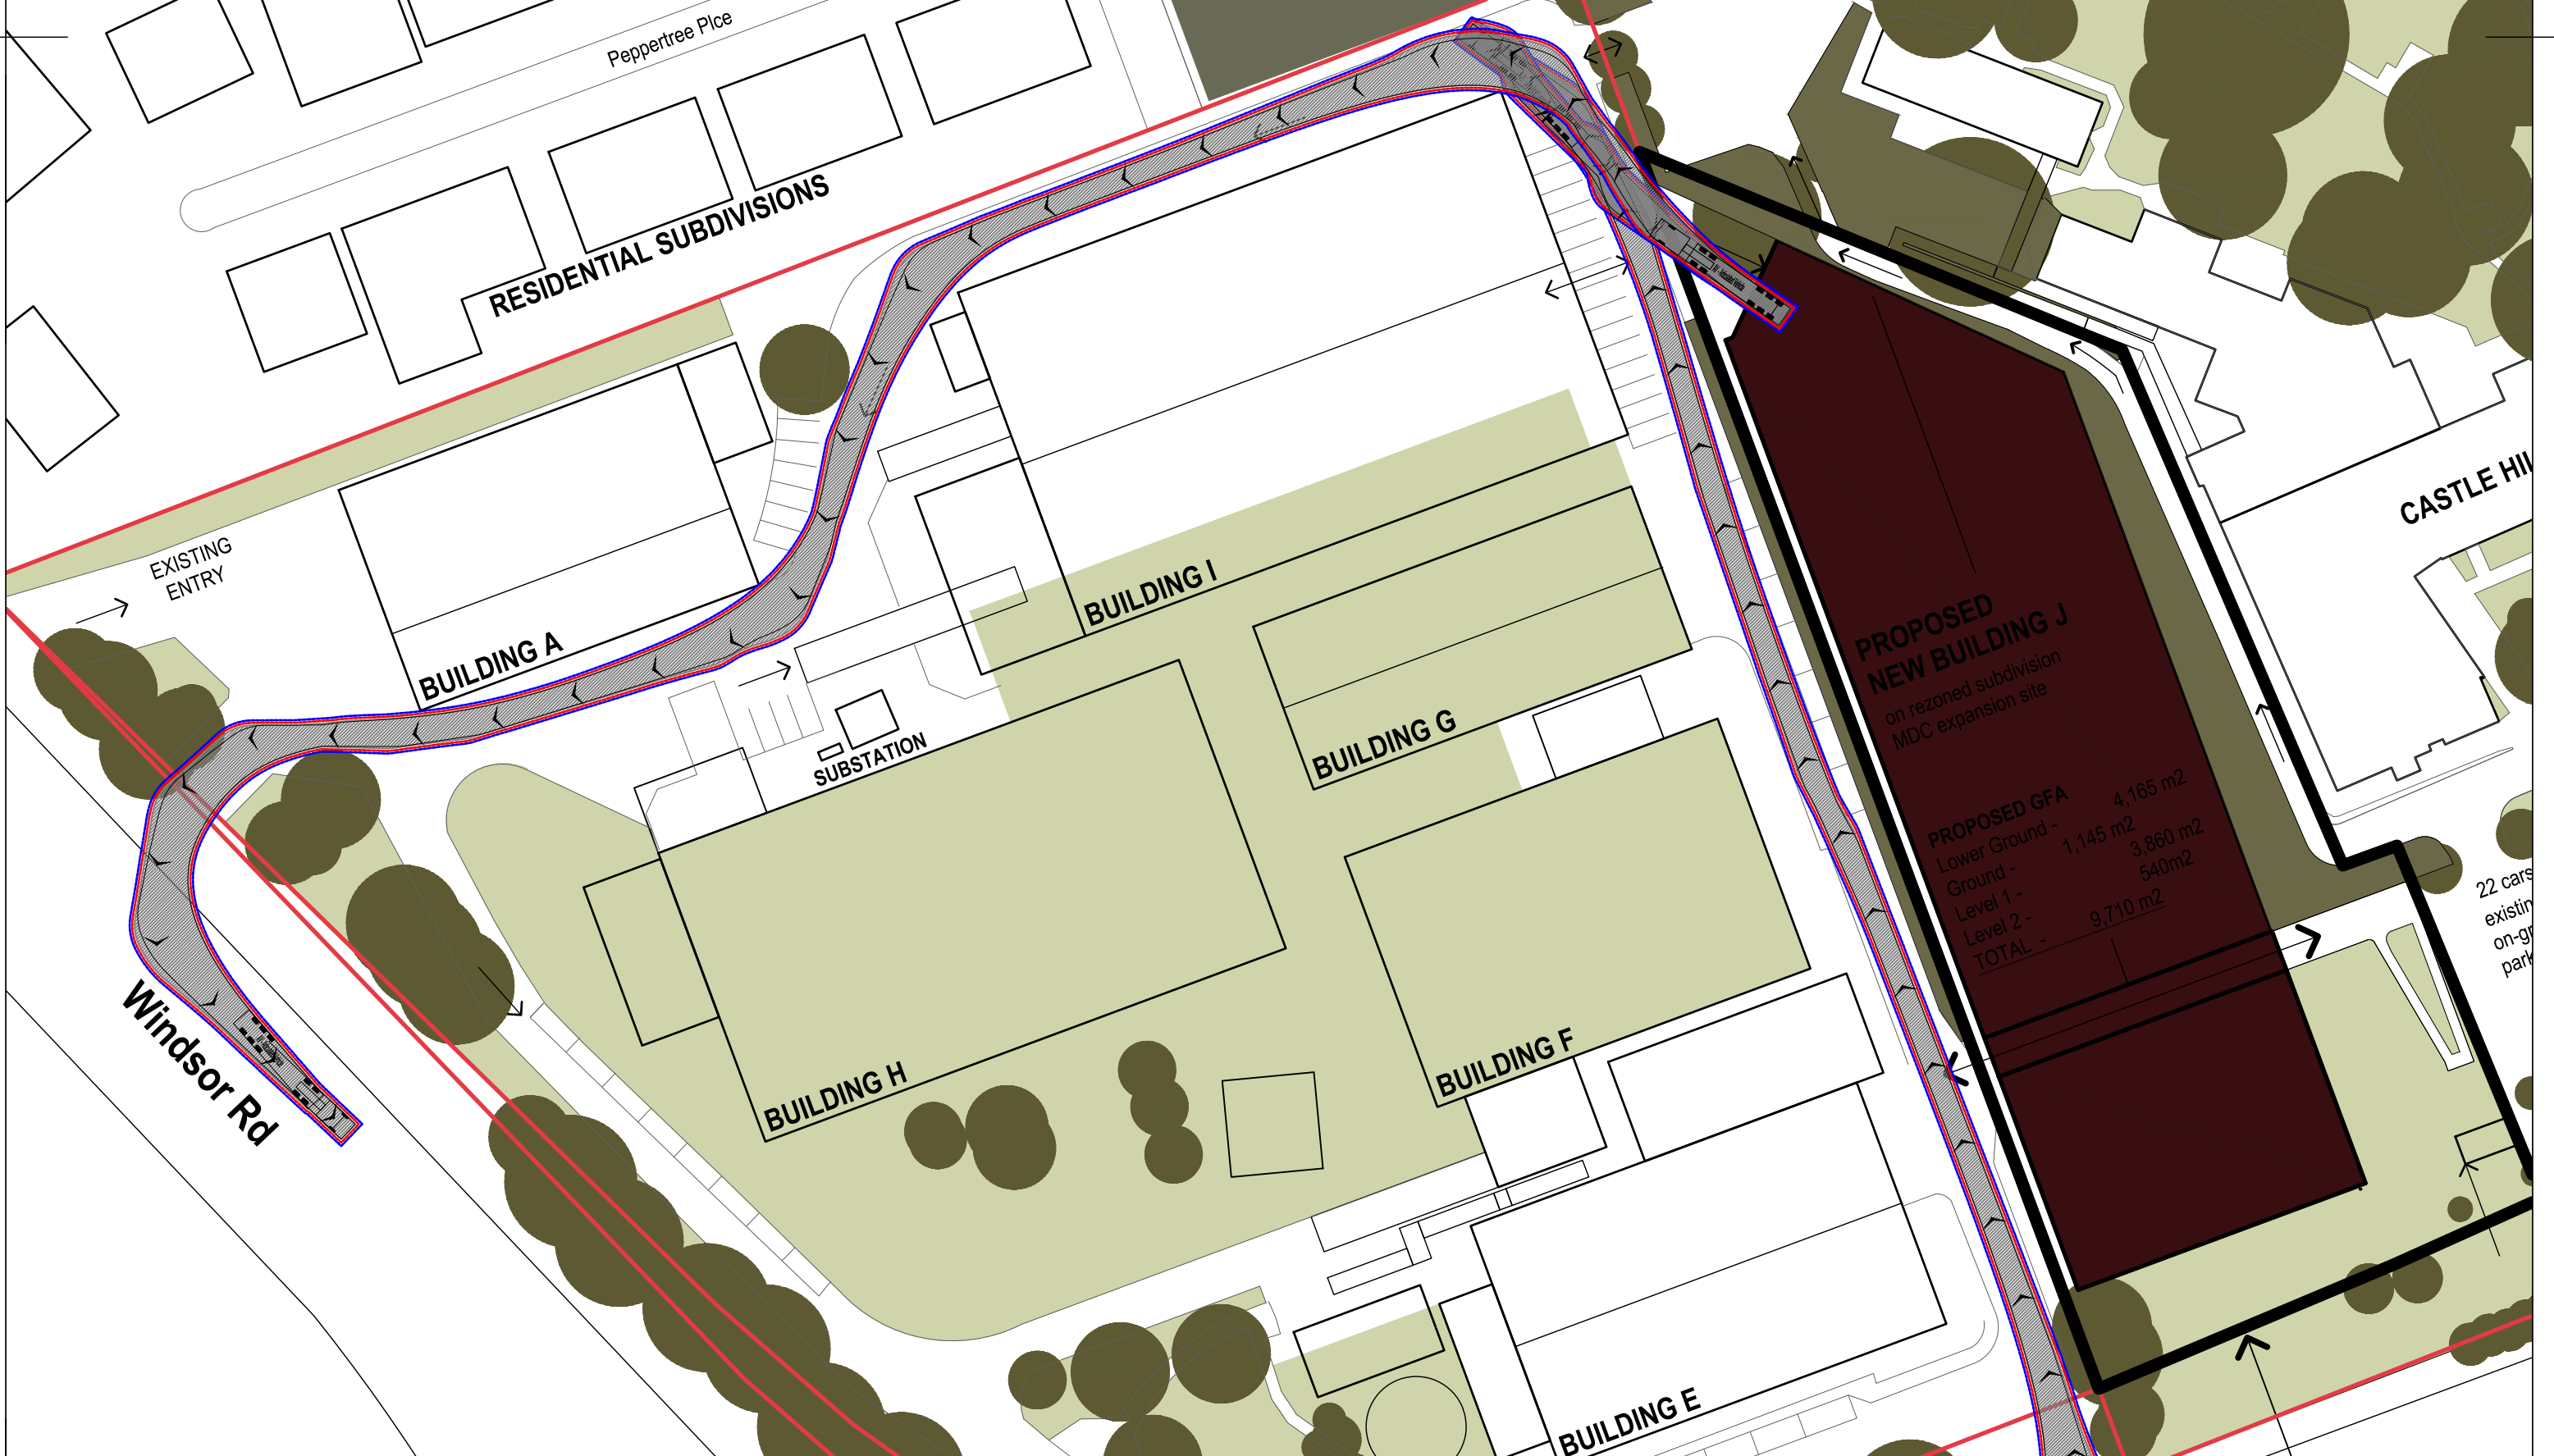 Peppertree Plce
RESIDENTIAL SUBDIVISIONS
EXISTING
ENTRY
BUILDING A
BUILDING I
BUILDING G
SUBSTATION
BUILDING H
BUILDING F
BUILDING E
Windsor Rd
CASTLE HIL
PROPOSED
NEW BUILDING J
on rezoned subdivision
MDC expansion site
PROPOSED GFA
Lower Ground - 4,165 m2
Ground - 1,145 m2
Level 1 - 3,860 m2
Level 2 - 540m2
TOTAL - 9,710 m2
22 cars
existin
on-gr
park